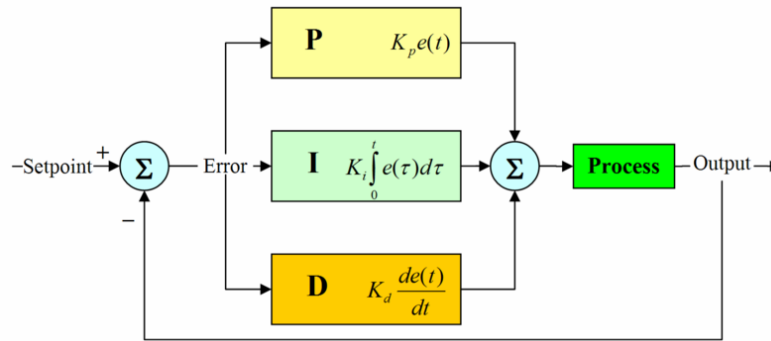 P K_p e(t)
Setpoint + Σ Error I K_i ∫_0^t e(τ)dτ Σ Process Output
−
D K_d de(t)/dt